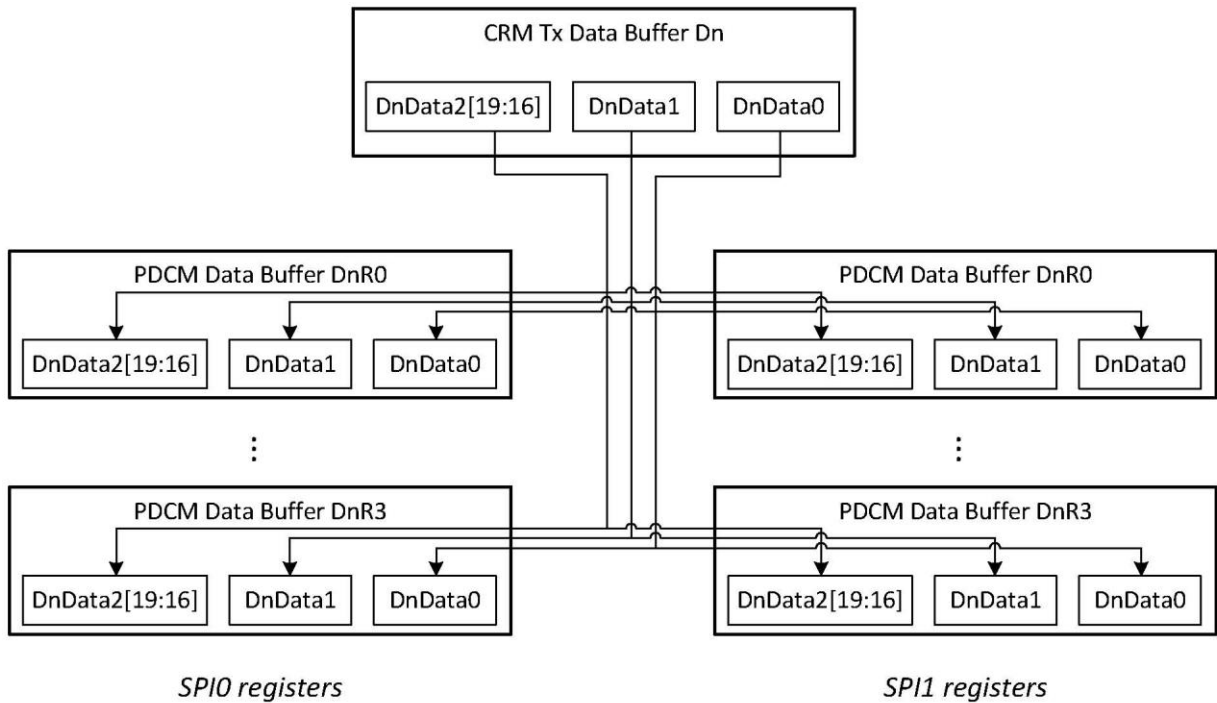 CRM Tx Data Buffer Dn
DnData2[19:16] DnData1 DnData0
PDCM Data Buffer DnR0 PDCM Data Buffer DnR0
DnData2[19:16] DnData1 DnData0 DnData2[19:16] DnData1 DnData0
⋮ ⋮
PDCM Data Buffer DnR3 PDCM Data Buffer DnR3
DnData2[19:16] DnData1 DnData0 DnData2[19:16] DnData1 DnData0
SPI0 registers SPI1 registers